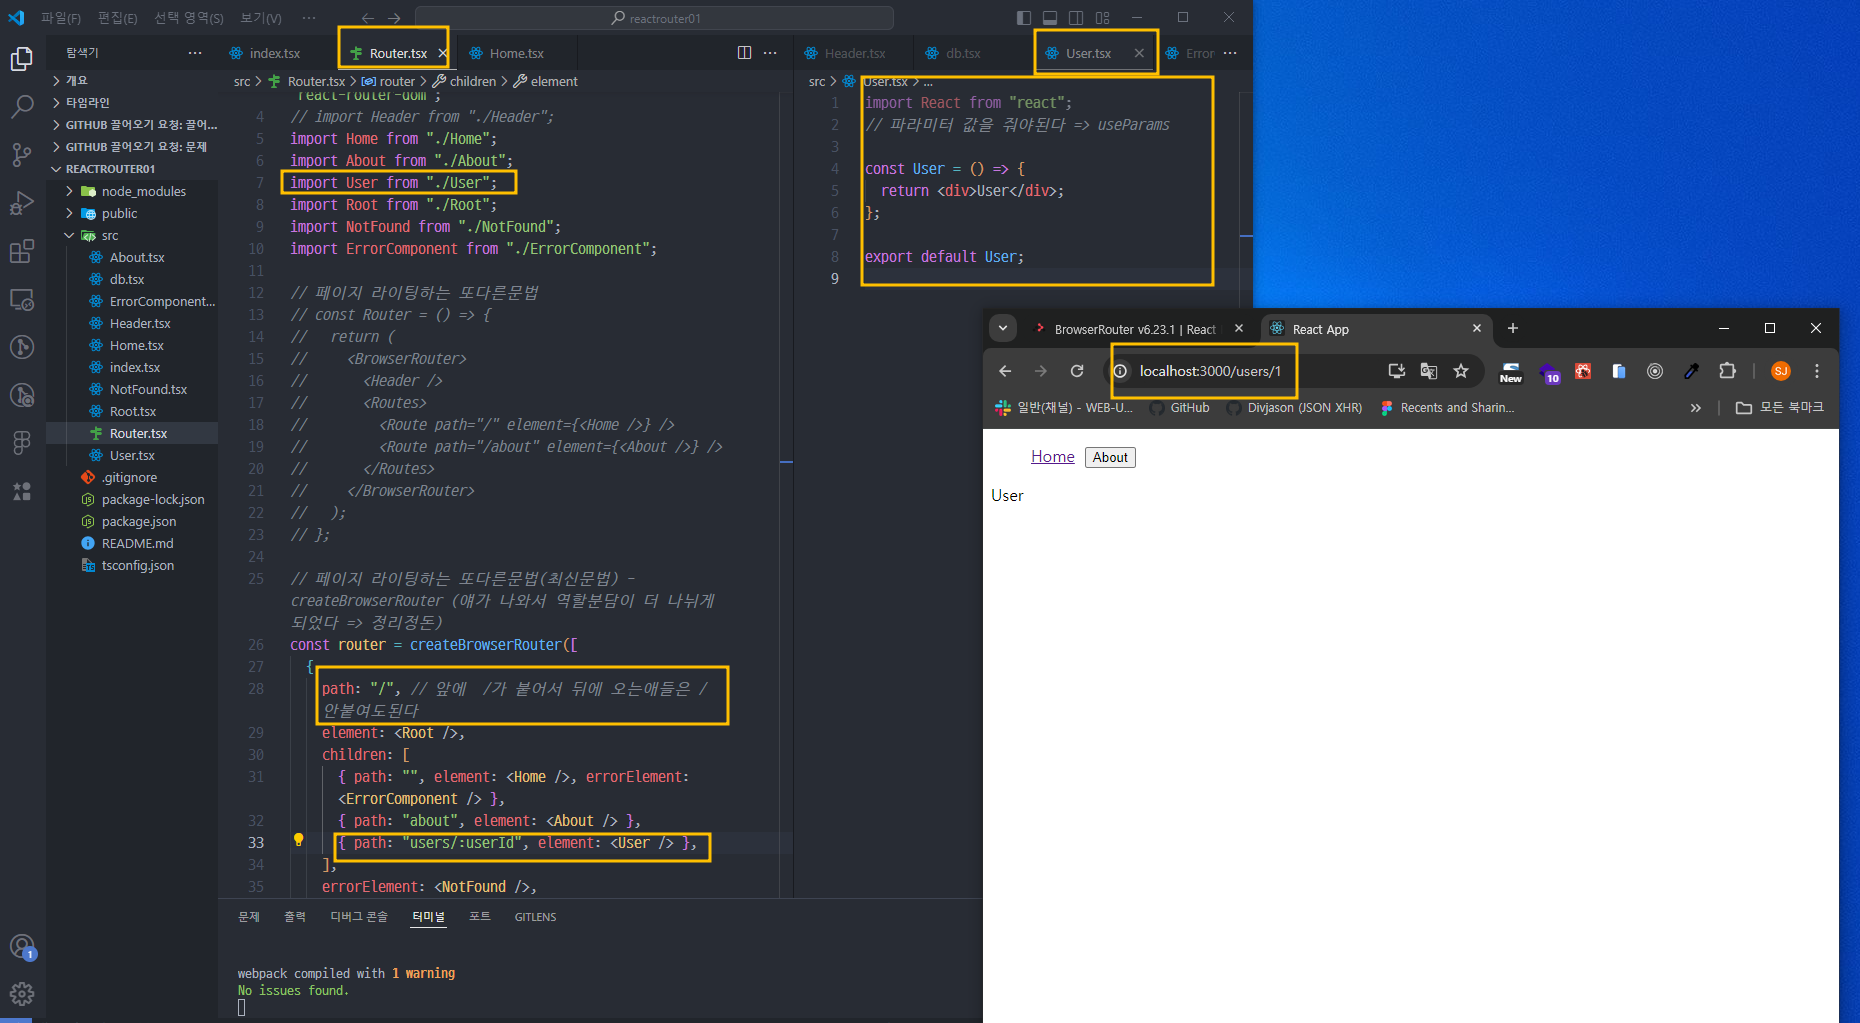 파일(F) 편집(E) 선택 영역(S) 보기(V) ··· reactrouter01
탐색기 ···
개요
타임라인
GITHUB 끌어오기 요청: 끌어...
GITHUB 끌어오기 요청: 문제
REACTROUTER01
node_modules
public
src
About.tsx
db.tsx
ErrorComponent...
Header.tsx
Home.tsx
index.tsx
NotFound.tsx
Root.tsx
Router.tsx
User.tsx
.gitignore
package-lock.json
package.json
README.md
tsconfig.json
1
index.tsx Router.tsx Home.tsx ···
src > Router.tsx > router > children > element
"react-router-dom";
4 // import Header from "./Header";
5 import Home from "./Home";
6 import About from "./About";
7 import User from "./User";
8 import Root from "./Root";
9 import NotFound from "./NotFound";
10 import ErrorComponent from "./ErrorComponent";
11
12 // 페이지 라이팅하는 또다른문법
13 // const Router = () => {
14 //   return (
15 //     <BrowserRouter>
16 //       <Header />
17 //       <Routes>
18 //         <Route path="/" element={<Home />} />
19 //         <Route path="/about" element={<About />} />
20 //       </Routes>
21 //     </BrowserRouter>
22 //   );
23 // };
24
25 // 페이지 라이팅하는 또다른문법(최신문법) -
createBrowserRouter (얘가 나와서 역할분담이 더 나뉘게
되었다 => 정리정돈)
26 const router = createBrowserRouter([
27   {
28     path: "/", // 앞에  /가 붙어서 뒤에 오는애들은 /
안붙여도된다
29     element: <Root />,
30     children: [
31       { path: "", element: <Home />, errorElement:
<ErrorComponent /> },
32       { path: "about", element: <About /> },
33       { path: "users/:userId", element: <User /> },
34     ],
35     errorElement: <NotFound />,
문제 출력 디버그 콘솔 터미널 포트 GITLENS
webpack compiled with 1 warning
No issues found.
Header.tsx db.tsx User.tsx Error ···
src > User.tsx > ...
1 import React from "react";
2 // 파라미터 값을 줘야된다 => useParams
3
4 const User = () => {
5   return <div>User</div>;
6 };
7
8 export default User;
9
BrowserRouter v6.23.1 | React React App
localhost:3000/users/1 New 10 SJ
일반(채널) - WEB-U... GitHub Divjason (JSON XHR) Recents and Sharin... » 모든 북마크
Home About
User